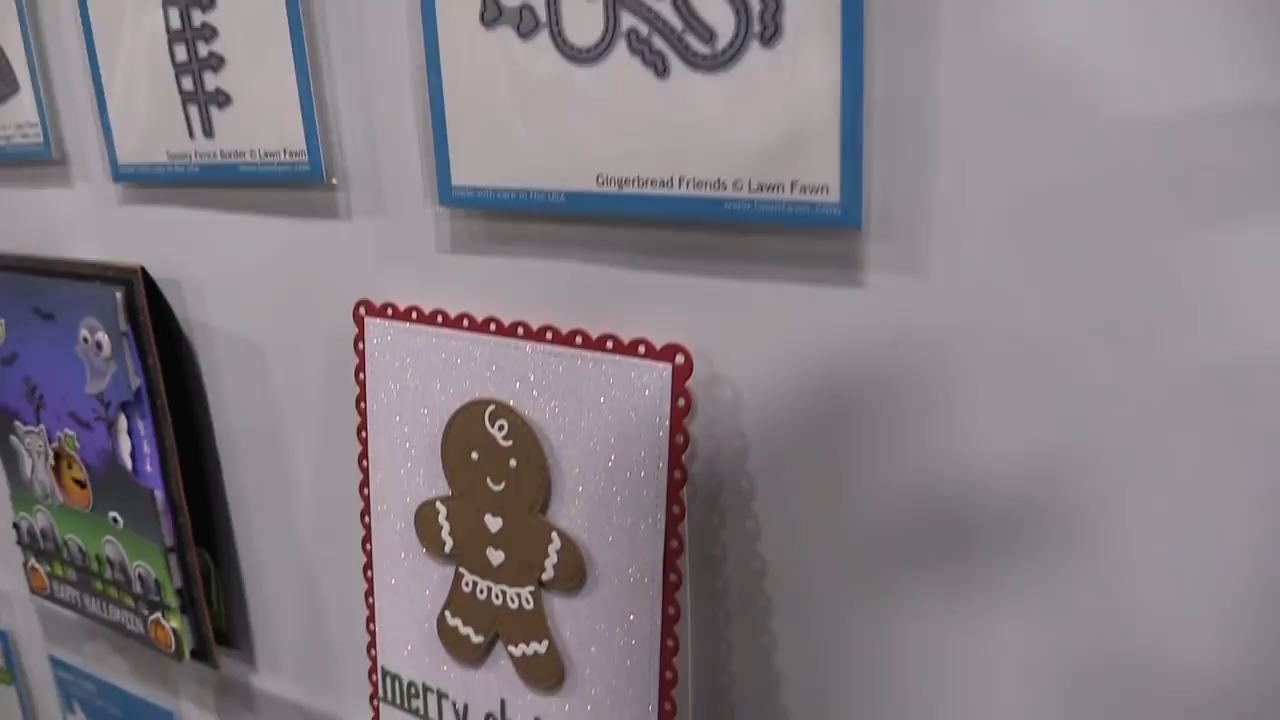 Spooky Fence Border © Lawn Fawn
Gingerbread Friends © Lawn Fawn
made with care in the USA
www.lawnfawn.com
HAPPY HALLOWEEN
merry